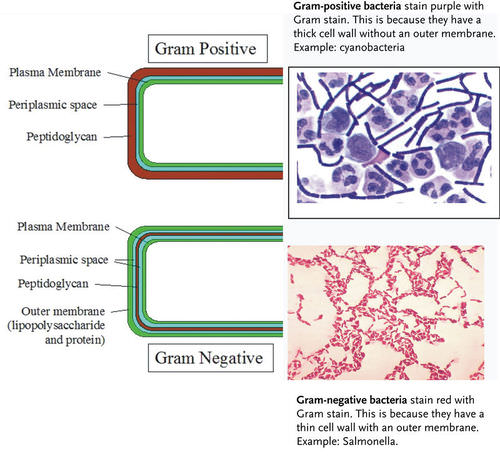 Gram-positive bacteria stain purple with
Gram stain. This is because they have a
thick cell wall without an outer membrane.
Example: cyanobacteria
Gram Positive
Plasma Membrane
Periplasmic space
Peptidoglycan
Plasma Membrane
Periplasmic space
Peptidoglycan
Outer membrane
(lipopolysaccharide
and protein)
Gram Negative
Gram-negative bacteria stain red with
Gram stain. This is because they have a
thin cell wall with an outer membrane.
Example: Salmonella.